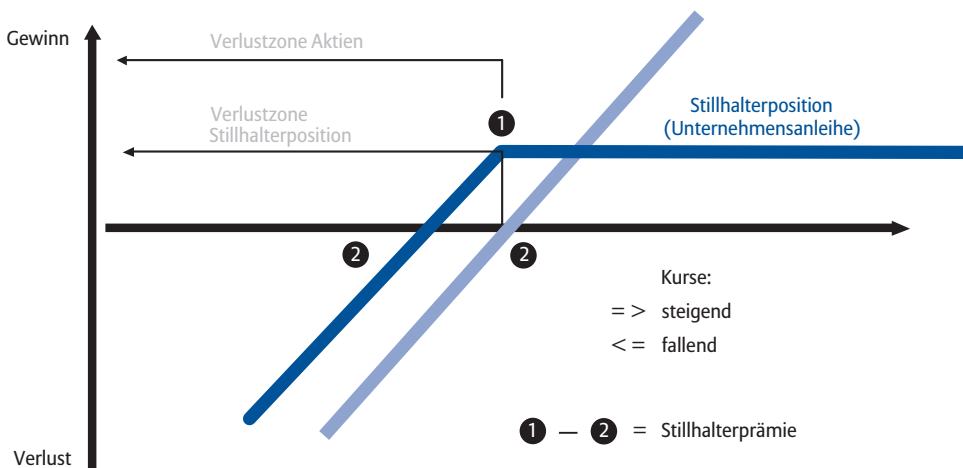 Gewinn
Verlustzone Aktien
Verlustzone
Stillhalterposition
1
Stillhalterposition
(Unternehmensanleihe)
2
2
Kurse:
= > steigend
< = fallend
1 — 2 = Stillhalterprämie
Verlust